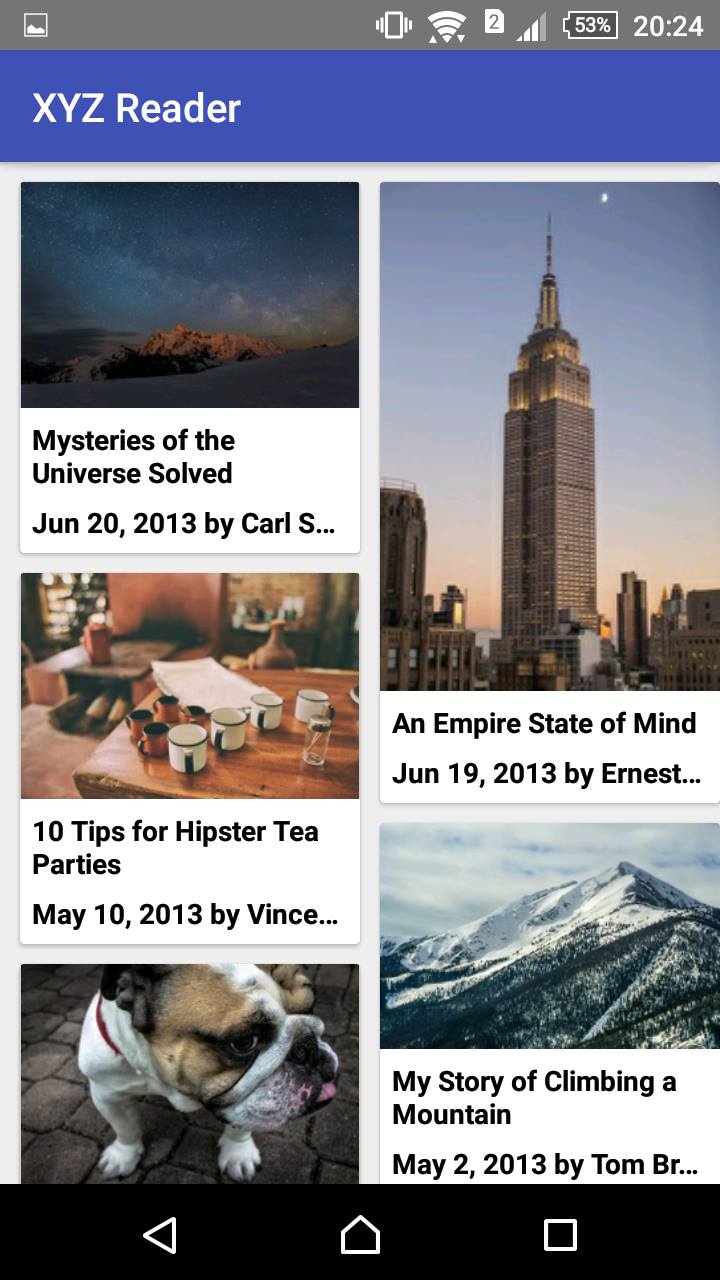 2 53% 20:24
XYZ Reader
Mysteries of the
Universe Solved
Jun 20, 2013 by Carl S...
An Empire State of Mind
Jun 19, 2013 by Ernest...
10 Tips for Hipster Tea
Parties
May 10, 2013 by Vince...
My Story of Climbing a
Mountain
May 2, 2013 by Tom Br...